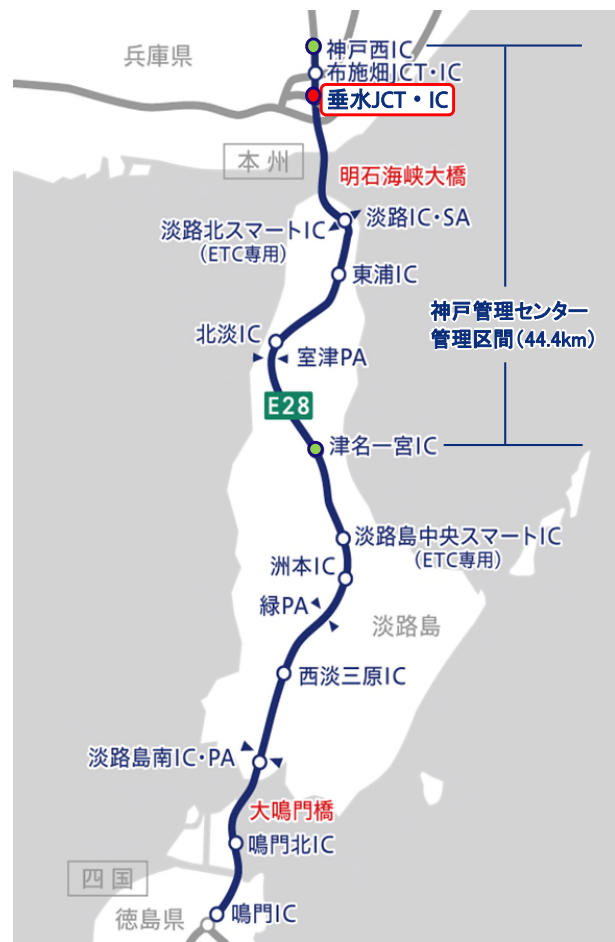 神戸西IC
兵庫県
布施畑JCT・IC
垂水JCT・IC
本州
明石海峡大橋
淡路IC・SA
淡路北スマートIC
(ETC専用)
東浦IC
神戸管理センター
管理区間(44.4km)
北淡IC
室津PA
E28
津名一宮IC
淡路島中央スマートIC
(ETC専用)
洲本IC
緑PA
淡路島
西淡三原IC
淡路島南IC・PA
大鳴門橋
鳴門北IC
四国
徳島県
鳴門IC